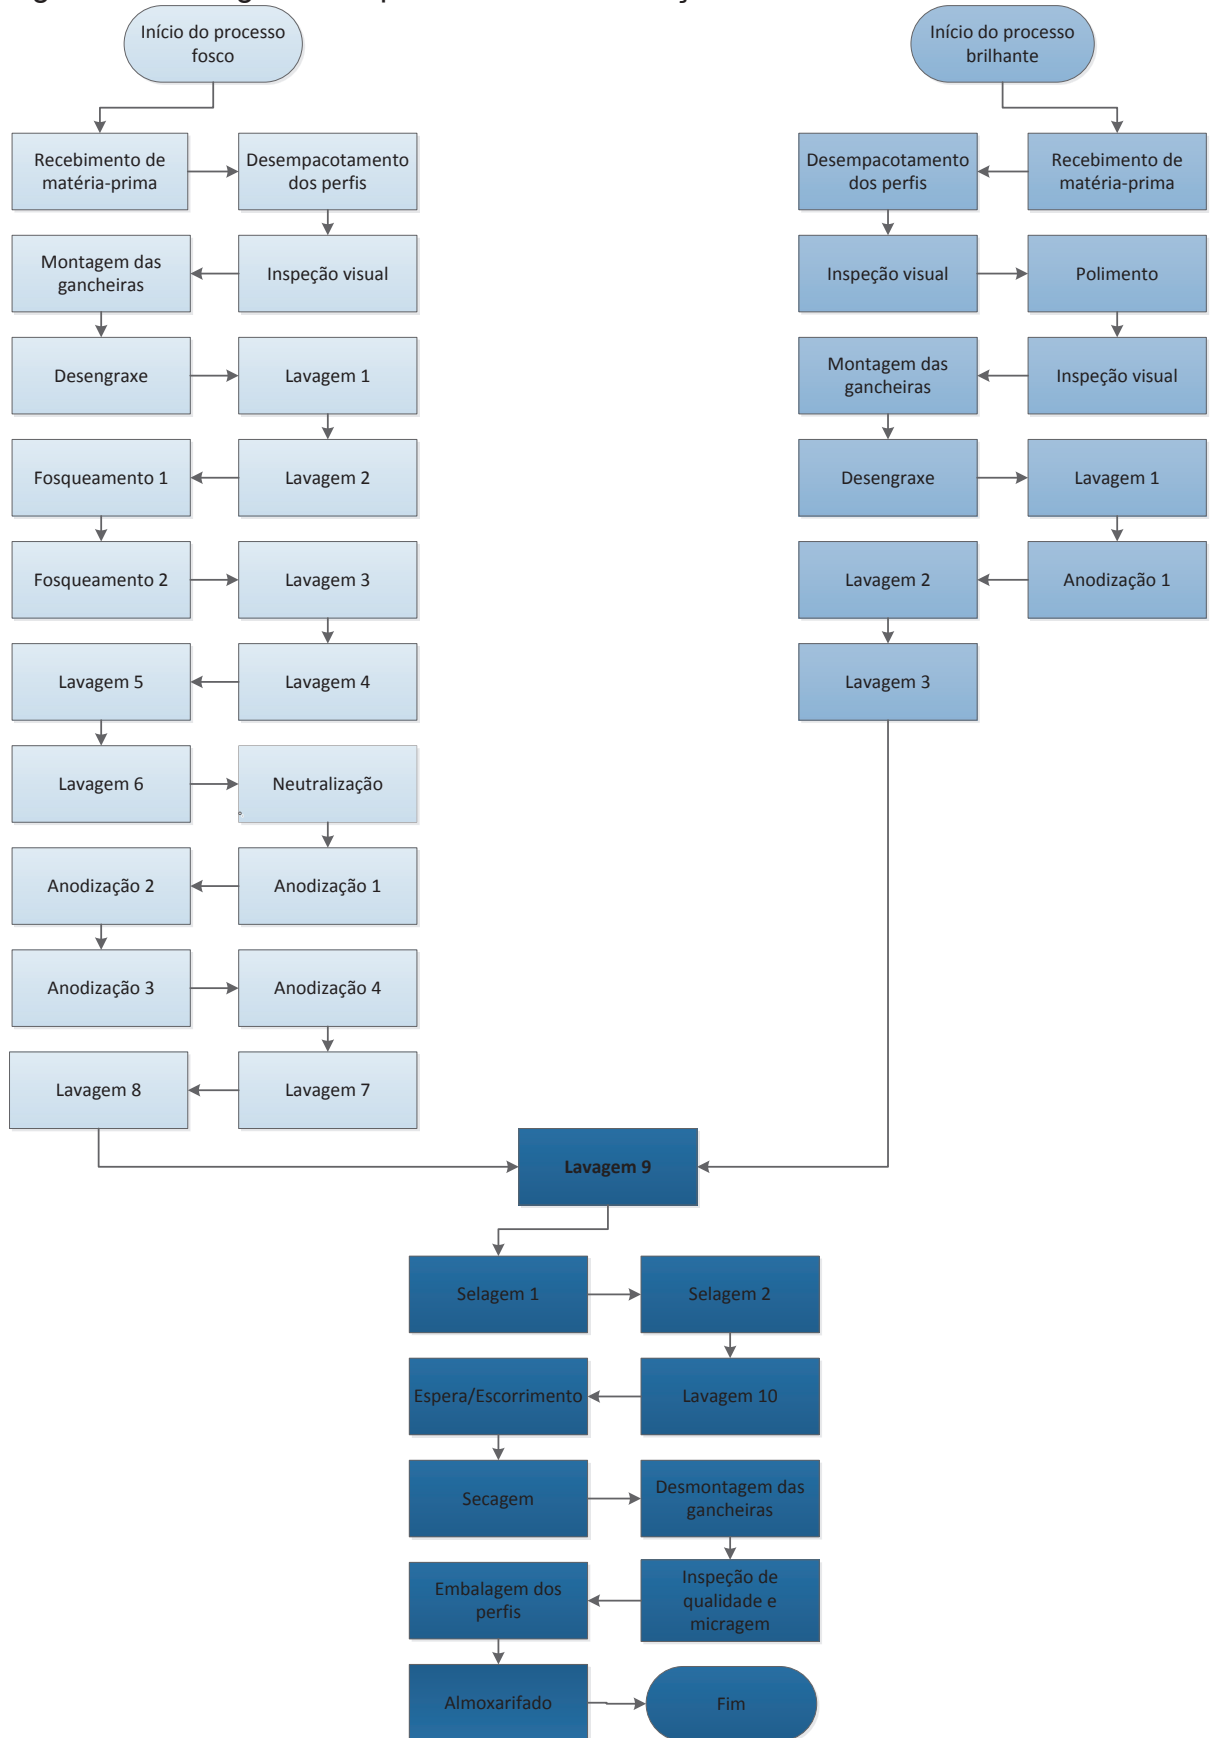 Início do processo
fosco
Início do processo
brilhante
Recebimento de
matéria-prima
Desempacotamento
dos perfis
Desempacotamento
dos perfis
Recebimento de
matéria-prima
Montagem das
gancheiras
Inspeção visual
Inspeção visual
Polimento
Desengraxe
Lavagem 1
Montagem das
gancheiras
Inspeção visual
Fosqueamento 1
Lavagem 2
Desengraxe
Lavagem 1
Fosqueamento 2
Lavagem 3
Lavagem 2
Anodização 1
Lavagem 5
Lavagem 4
Lavagem 3
Lavagem 6
Neutralização
Anodização 2
Anodização 1
Anodização 3
Anodização 4
Lavagem 8
Lavagem 7
Lavagem 9
Selagem 1
Selagem 2
Espera/Escorrimento
Lavagem 10
Secagem
Desmontagem das
gancheiras
Embalagem dos
perfis
Inspeção de
qualidade e
micragem
Almoxarifado
Fim